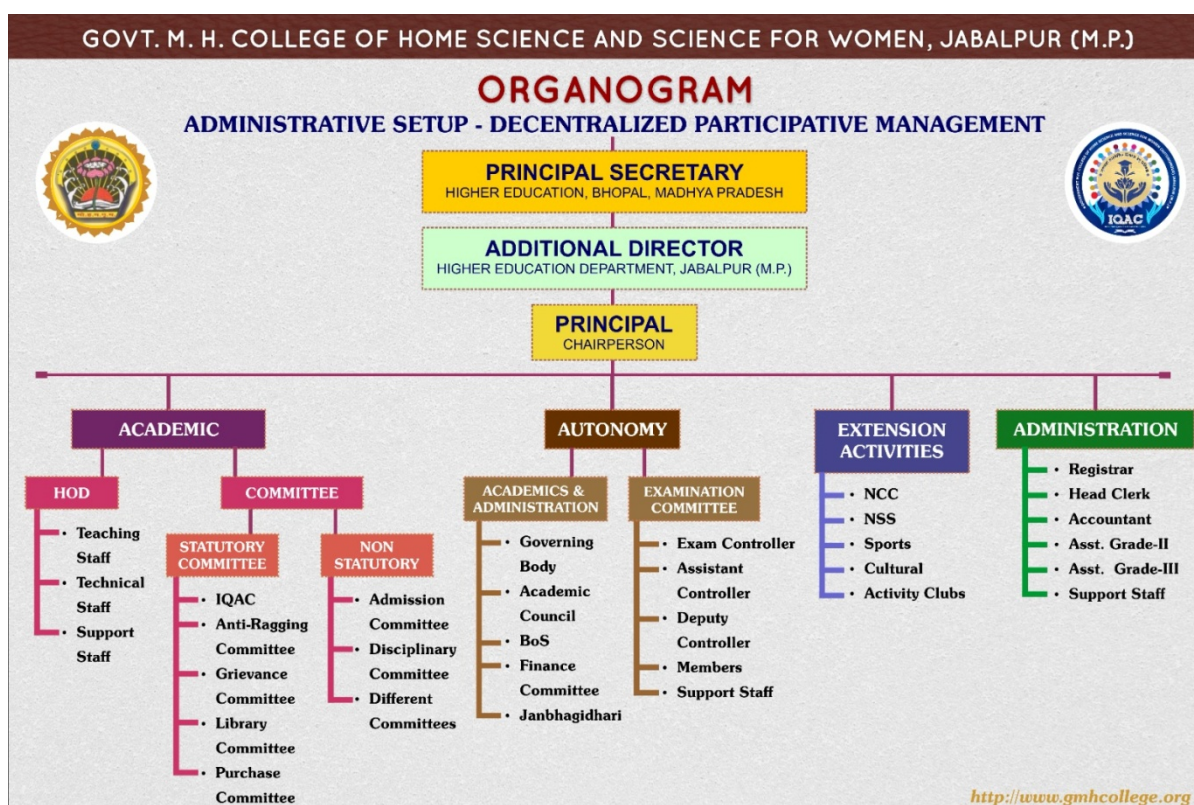 GOVT. M. H. COLLEGE OF HOME SCIENCE AND SCIENCE FOR WOMEN, JABALPUR (M.P.)
ORGANOGRAM
ADMINISTRATIVE SETUP - DECENTRALIZED PARTICIPATIVE MANAGEMENT
PRINCIPAL SECRETARY
HIGHER EDUCATION, BHOPAL, MADHYA PRADESH
IQAC
ADDITIONAL DIRECTOR
HIGHER EDUCATION DEPARTMENT, JABALPUR (M.P.)
PRINCIPAL
CHAIRPERSON
ACADEMIC
HOD
• Teaching
Staff
• Technical
Staff
• Support
Staff
COMMITTEE
STATUTORY
COMMITTEE
• IQAC
• Anti-Ragging
Committee
• Grievance
Committee
• Library
Committee
• Purchase
Committee
NON
STATUTORY
• Admission
Committee
• Disciplinary
Committee
• Different
Committees
AUTONOMY
ACADEMICS &
ADMINISTRATION
• Governing
Body
• Academic
Council
• BoS
• Finance
Committee
• Janbhagidhari
EXAMINATION
COMMITTEE
• Exam Controller
• Assistant
Controller
• Deputy
Controller
• Members
• Support Staff
EXTENSION
ACTIVITIES
• NCC
• NSS
• Sports
• Cultural
• Activity Clubs
ADMINISTRATION
• Registrar
• Head Clerk
• Accountant
• Asst. Grade-II
• Asst. Grade-III
• Support Staff
http://www.gmhcollege.org